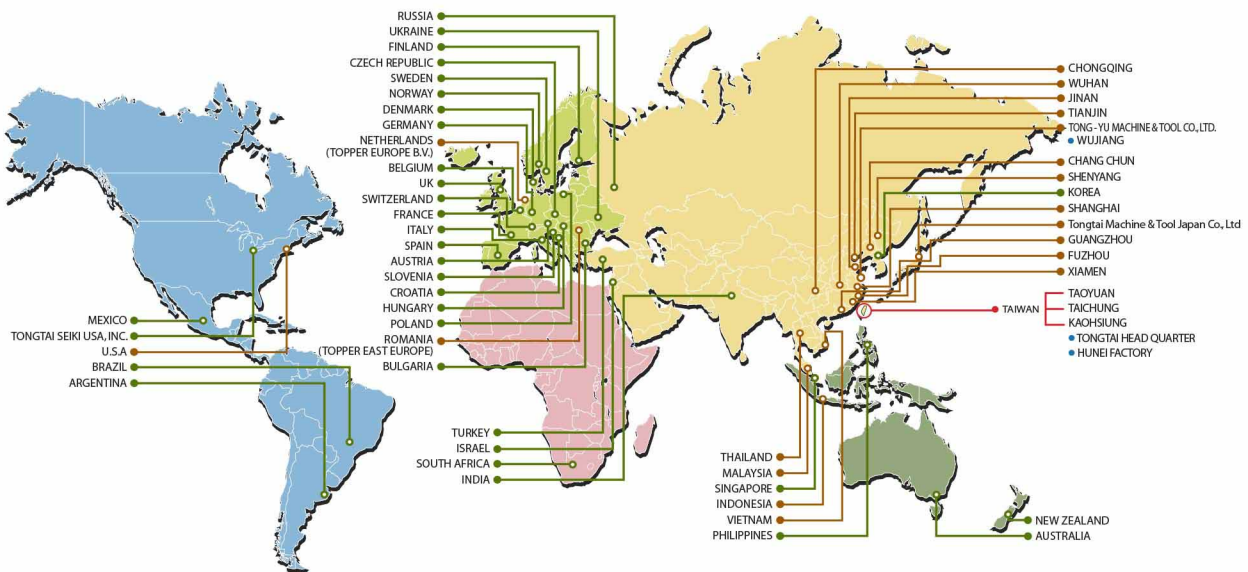 RUSSIA
UKRAINE
FINLAND
CZECH REPUBLIC
SWEDEN
NORWAY
DENMARK
GERMANY
NETHERLANDS
(TOPPER EUROPE B.V.)
BELGIUM
UK
SWITZERLAND
FRANCE
ITALY
SPAIN
AUSTRIA
SLOVENIA
CROATIA
HUNGARY
POLAND
ROMANIA
(TOPPER EAST EUROPE)
BULGARIA
MEXICO
TONGTAI SEIKI USA, INC.
U.S.A
BRAZIL
ARGENTINA
TURKEY
ISRAEL
SOUTH AFRICA
INDIA
CHONGQING
WUHAN
JINAN
TIANJIN
TONG - YU MACHINE & TOOL CO., LTD.
WUJIANG
CHANG CHUN
SHENYANG
KOREA
SHANGHAI
Tongtai Machine & Tool Japan Co., Ltd
GUANGZHOU
FUZHOU
XIAMEN
TAIWAN
TAOYUAN
TAICHUNG
KAOHSIUNG
TONGTAI HEAD QUARTER
HUNEI FACTORY
THAILAND
MALAYSIA
SINGAPORE
INDONESIA
VIETNAM
PHILIPPINES
NEW ZEALAND
AUSTRALIA